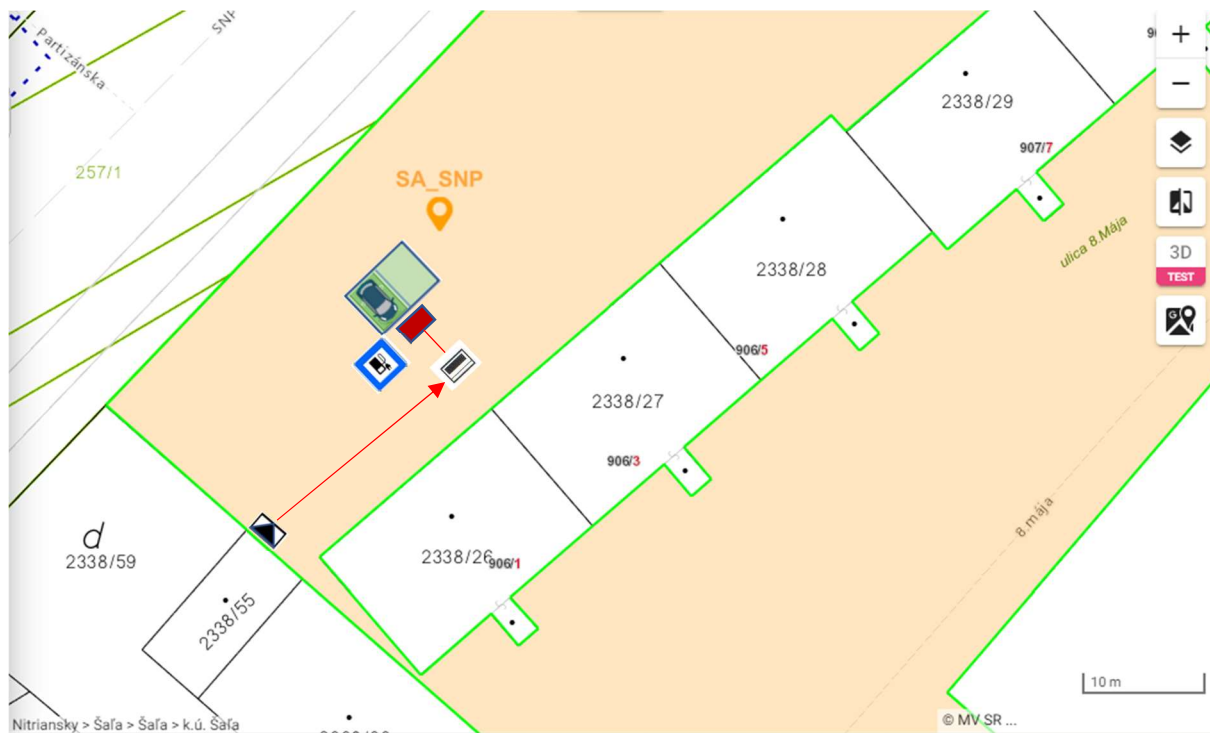 SNP
Partizánska
257/1
SA_SNP
2338/29
907/7
2338/28
ulica 8.Mája
3D
TEST
G
906/5
2338/27
906/3
8.mája
d
2338/59
2338/26
906/1
2338/55
10 m
Nitriansky > Šaľa > Šaľa > k.ú. Šaľa
© MV SR ...